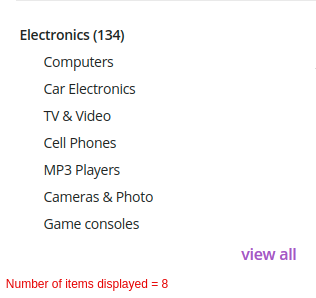 Electronics (134)
Computers
Car Electronics
TV & Video
Cell Phones
MP3 Players
Cameras & Photo
Game consoles
view all
Number of items displayed = 8